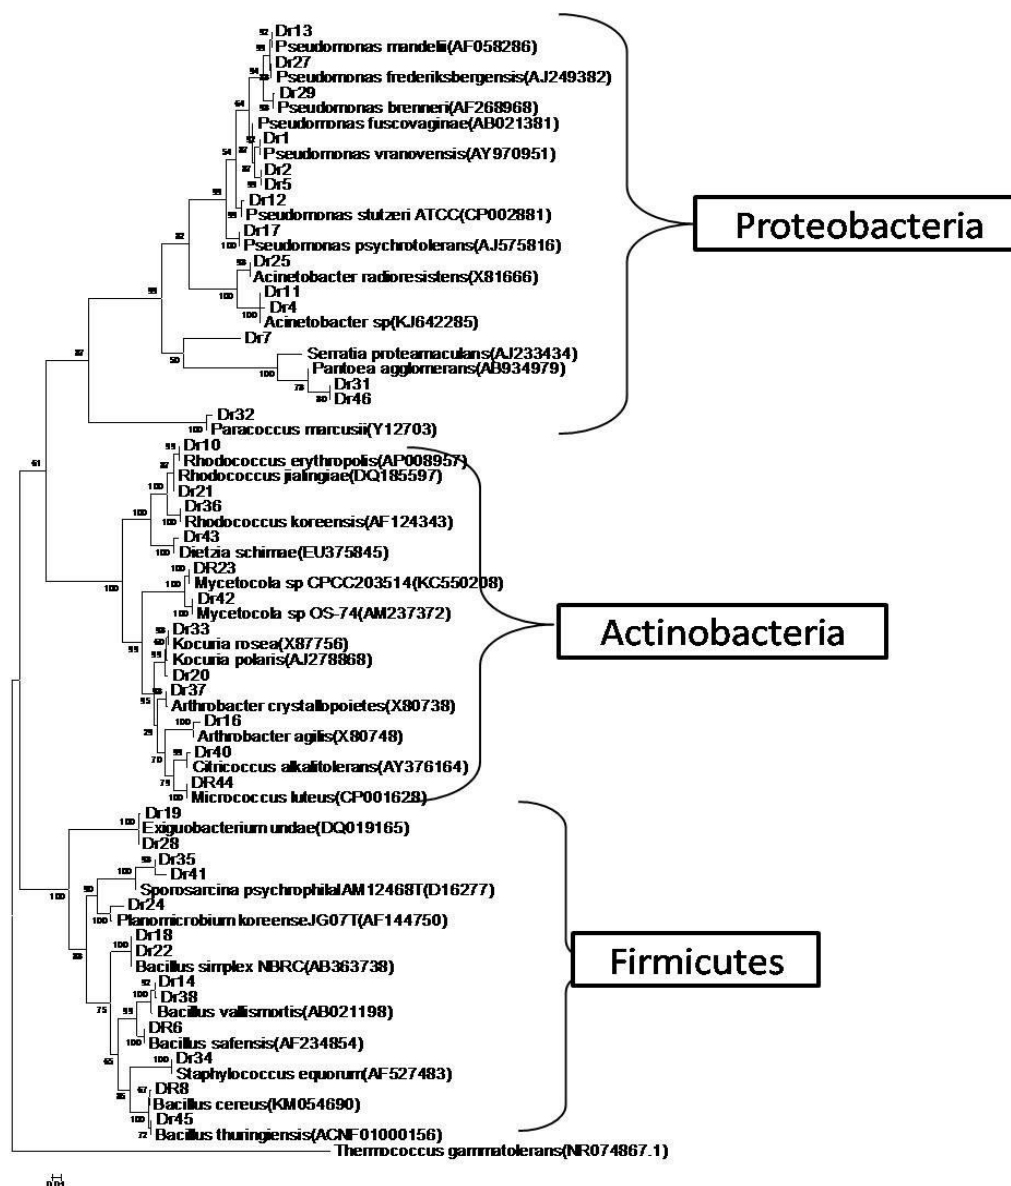 Dr13
Pseudomonas mandelii(AF058286)
Dr27
Pseudomonas frederiksbergensis(AJ249382)
Dr29
Pseudomonas brenneri(AF268968)
Pseudomonas fuscovaginae(AB021381)
Dr1
Pseudomonas vranovensis(AY970951)
Dr2
Dr5
Dr12
Pseudomonas stutzeri ATCC(CP002881)
Dr17
Pseudomonas psychrotolerans(AJ575816)
Dr25
Acinetobacter radioresistens(X81666)
Dr11
Dr4
Acinetobacter sp(KJ642285)
Dr7
Serratia proteamaculans(AJ233434)
Pantoea agglomerans(AB934979)
Dr31
Dr46
Dr32
Paracoccus marcusii(Y12703)
Proteobacteria
Dr10
Rhodococcus erythropolis(AP008957)
Rhodococcus jialingiae(DQ185597)
Dr21
Dr36
Rhodococcus koreensis(AF124343)
Dr43
Dietzia schimae(EU375845)
DR23
Mycetocola sp CPCC203514(KC550208)
Dr42
Mycetocola sp OS-74(AM237372)
Dr33
Kocuria rosea(X87756)
Kocuria polaris(AJ278868)
Dr20
Dr37
Arthrobacter crystallopoietes(X80738)
Dr16
Arthrobacter agilis(X80748)
Dr40
Citricoccus alkalitolerans(AY376164)
DR44
Micrococcus luteus(CP001628)
Actinobacteria
Dr19
Exiguobacterium undae(DQ019165)
Dr28
Dr35
Dr41
Sporosarcina psychrophilaIAM12468T(D16277)
Dr24
Planomicrobium koreenseJG07T(AF144750)
Dr18
Dr22
Bacillus simplex NBRC(AB363738)
Dr14
Dr38
Bacillus vallismortis(AB021198)
DR6
Bacillus safensis(AF234854)
Dr34
Staphylococcus equorum(AF527483)
DR8
Bacillus cereus(KM054690)
Dr45
Bacillus thuringiensis(ACNF01000156)
Firmicutes
Thermococcus gammatolerans(NR074867.1)
0.01